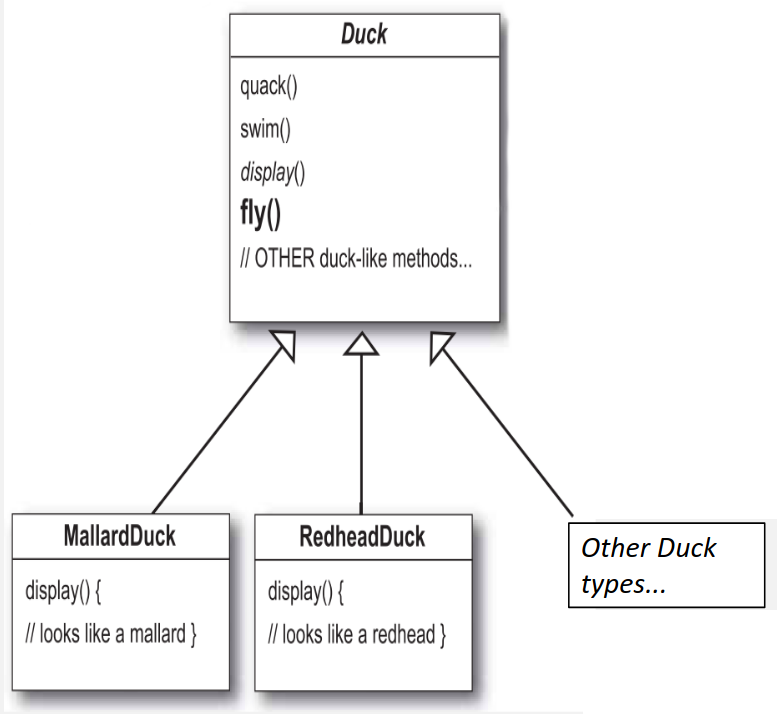 Duck
quack()
swim()
display()
fly()
// OTHER duck-like methods...
MallardDuck
display() {
// looks like a mallard }
RedheadDuck
display() {
// looks like a redhead }
Other Duck
types...